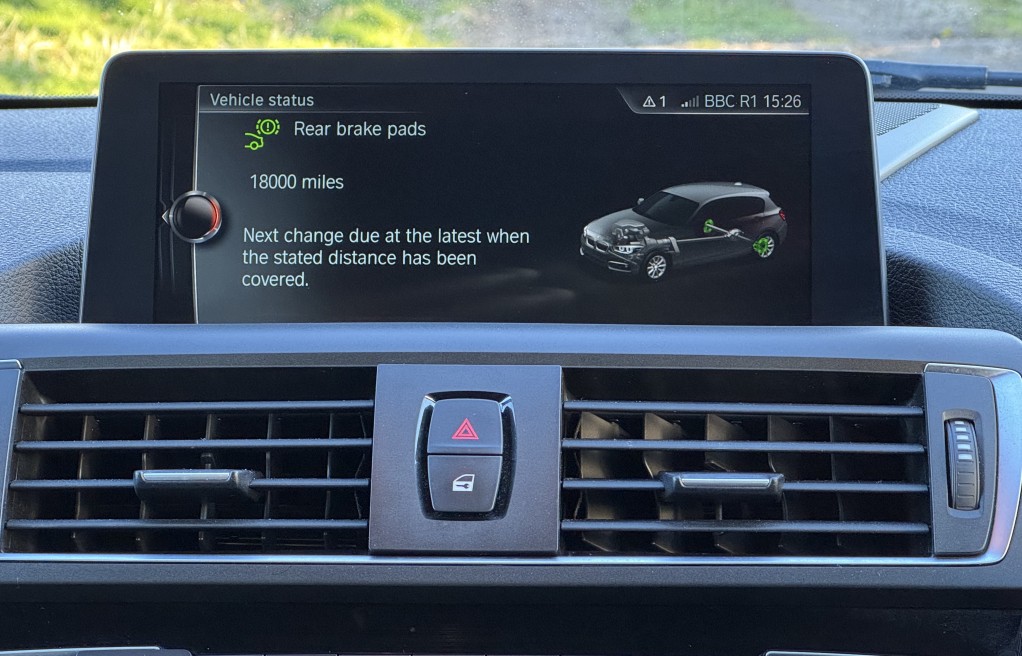 Vehicle status
1 BBC R1 15:26
Rear brake pads
18000 miles
Next change due at the latest when
the stated distance has been
covered.